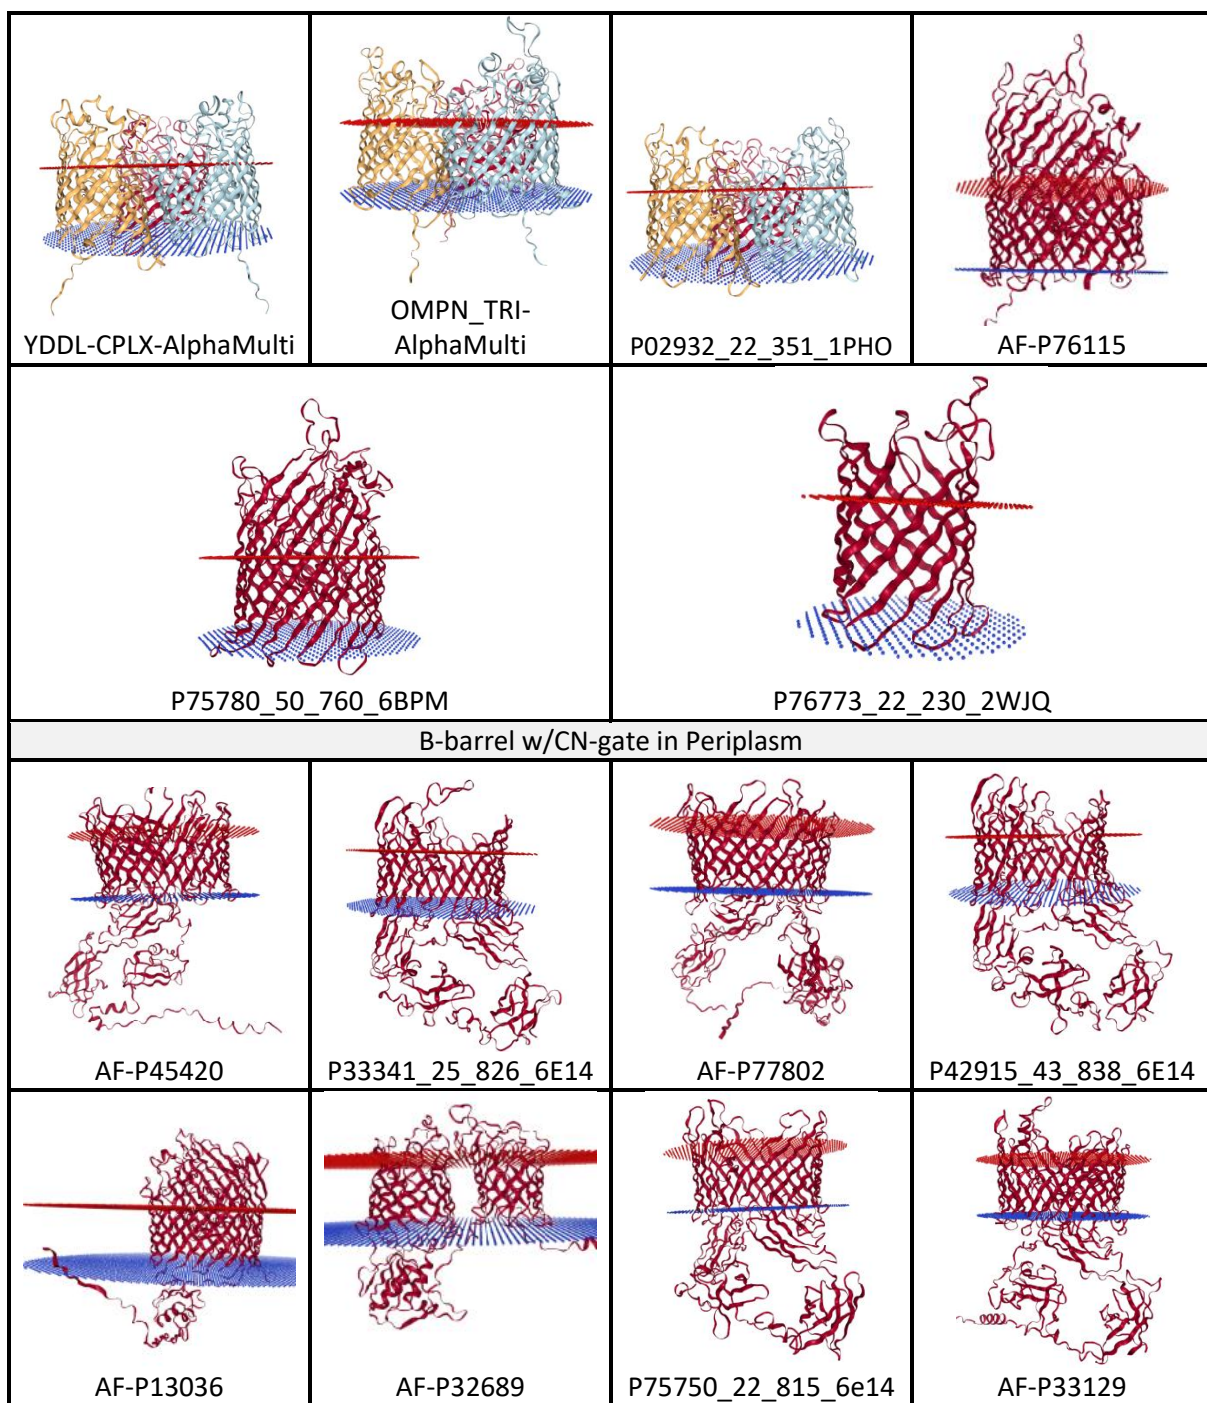 YDDL-CPLX-AlphaMulti
OMPN_TRI-
AlphaMulti
P02932_22_351_1PHO
AF-P76115
P75780_50_760_6BPM
P76773_22_230_2WJQ
B-barrel w/CN-gate in Periplasm
AF-P45420
P33341_25_826_6E14
AF-P77802
P42915_43_838_6E14
AF-P13036
AF-P32689
P75750_22_815_6e14
AF-P33129